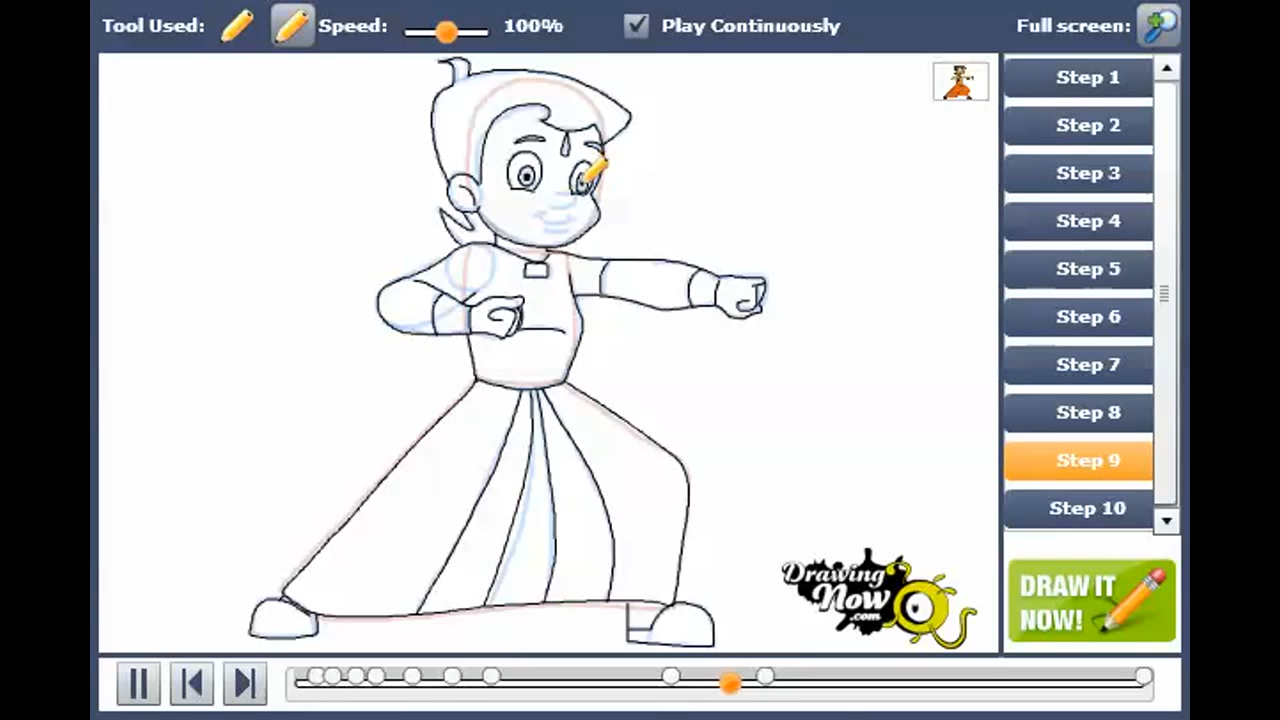 Tool Used: Speed: 100% Play Continuously Full screen:
Step 1
Step 2
Step 3
Step 4
Step 5
Step 6
Step 7
Step 8
Step 9
Step 10
Drawing
Now
.com
DRAW IT
NOW!